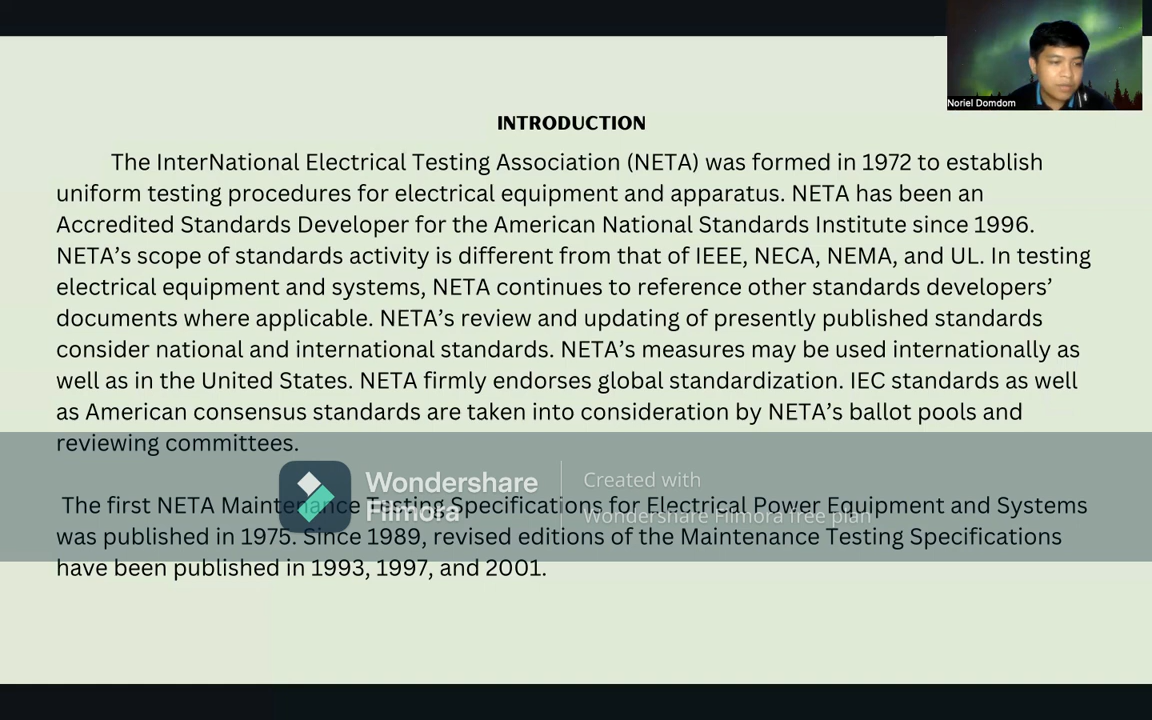 Noriel Domdom
INTRODUCTION
The InterNational Electrical Testing Association (NETA) was formed in 1972 to establish
uniform testing procedures for electrical equipment and apparatus. NETA has been an
Accredited Standards Developer for the American National Standards Institute since 1996.
NETA’s scope of standards activity is different from that of IEEE, NECA, NEMA, and UL. In testing
electrical equipment and systems, NETA continues to reference other standards developers’
documents where applicable. NETA’s review and updating of presently published standards
consider national and international standards. NETA’s measures may be used internationally as
well as in the United States. NETA firmly endorses global standardization. IEC standards as well
as American consensus standards are taken into consideration by NETA’s ballot pools and
reviewing committees.
Wondershare
Filmora
Created with
Wondershare Filmora free plan
The first NETA Maintenance Testing Specifications for Electrical Power Equipment and Systems
was published in 1975. Since 1989, revised editions of the Maintenance Testing Specifications
have been published in 1993, 1997, and 2001.